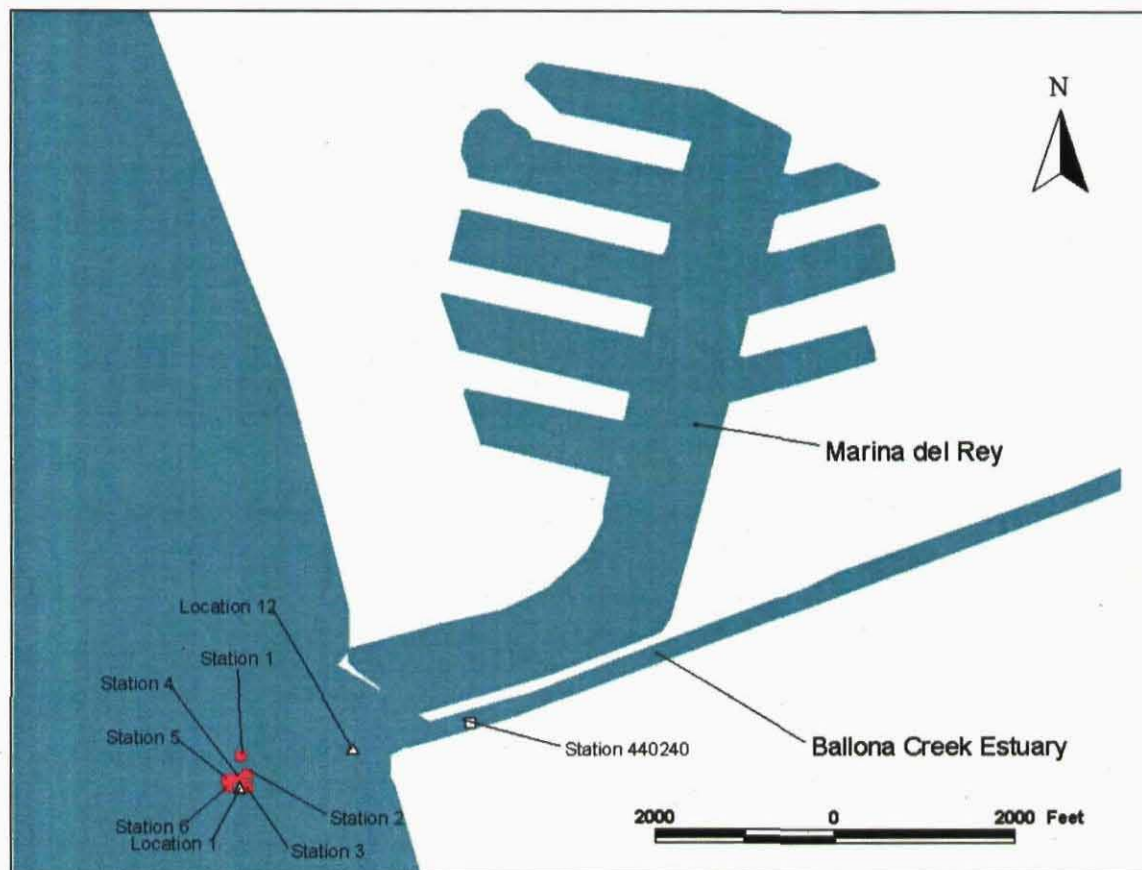 N
Marina del Rey
Location 12
Station 1
Station 4
Station 5
Station 440240
Ballona Creek Estuary
Station 6
Station 2
Location 1
Station 3
2000 0 2000 Feet